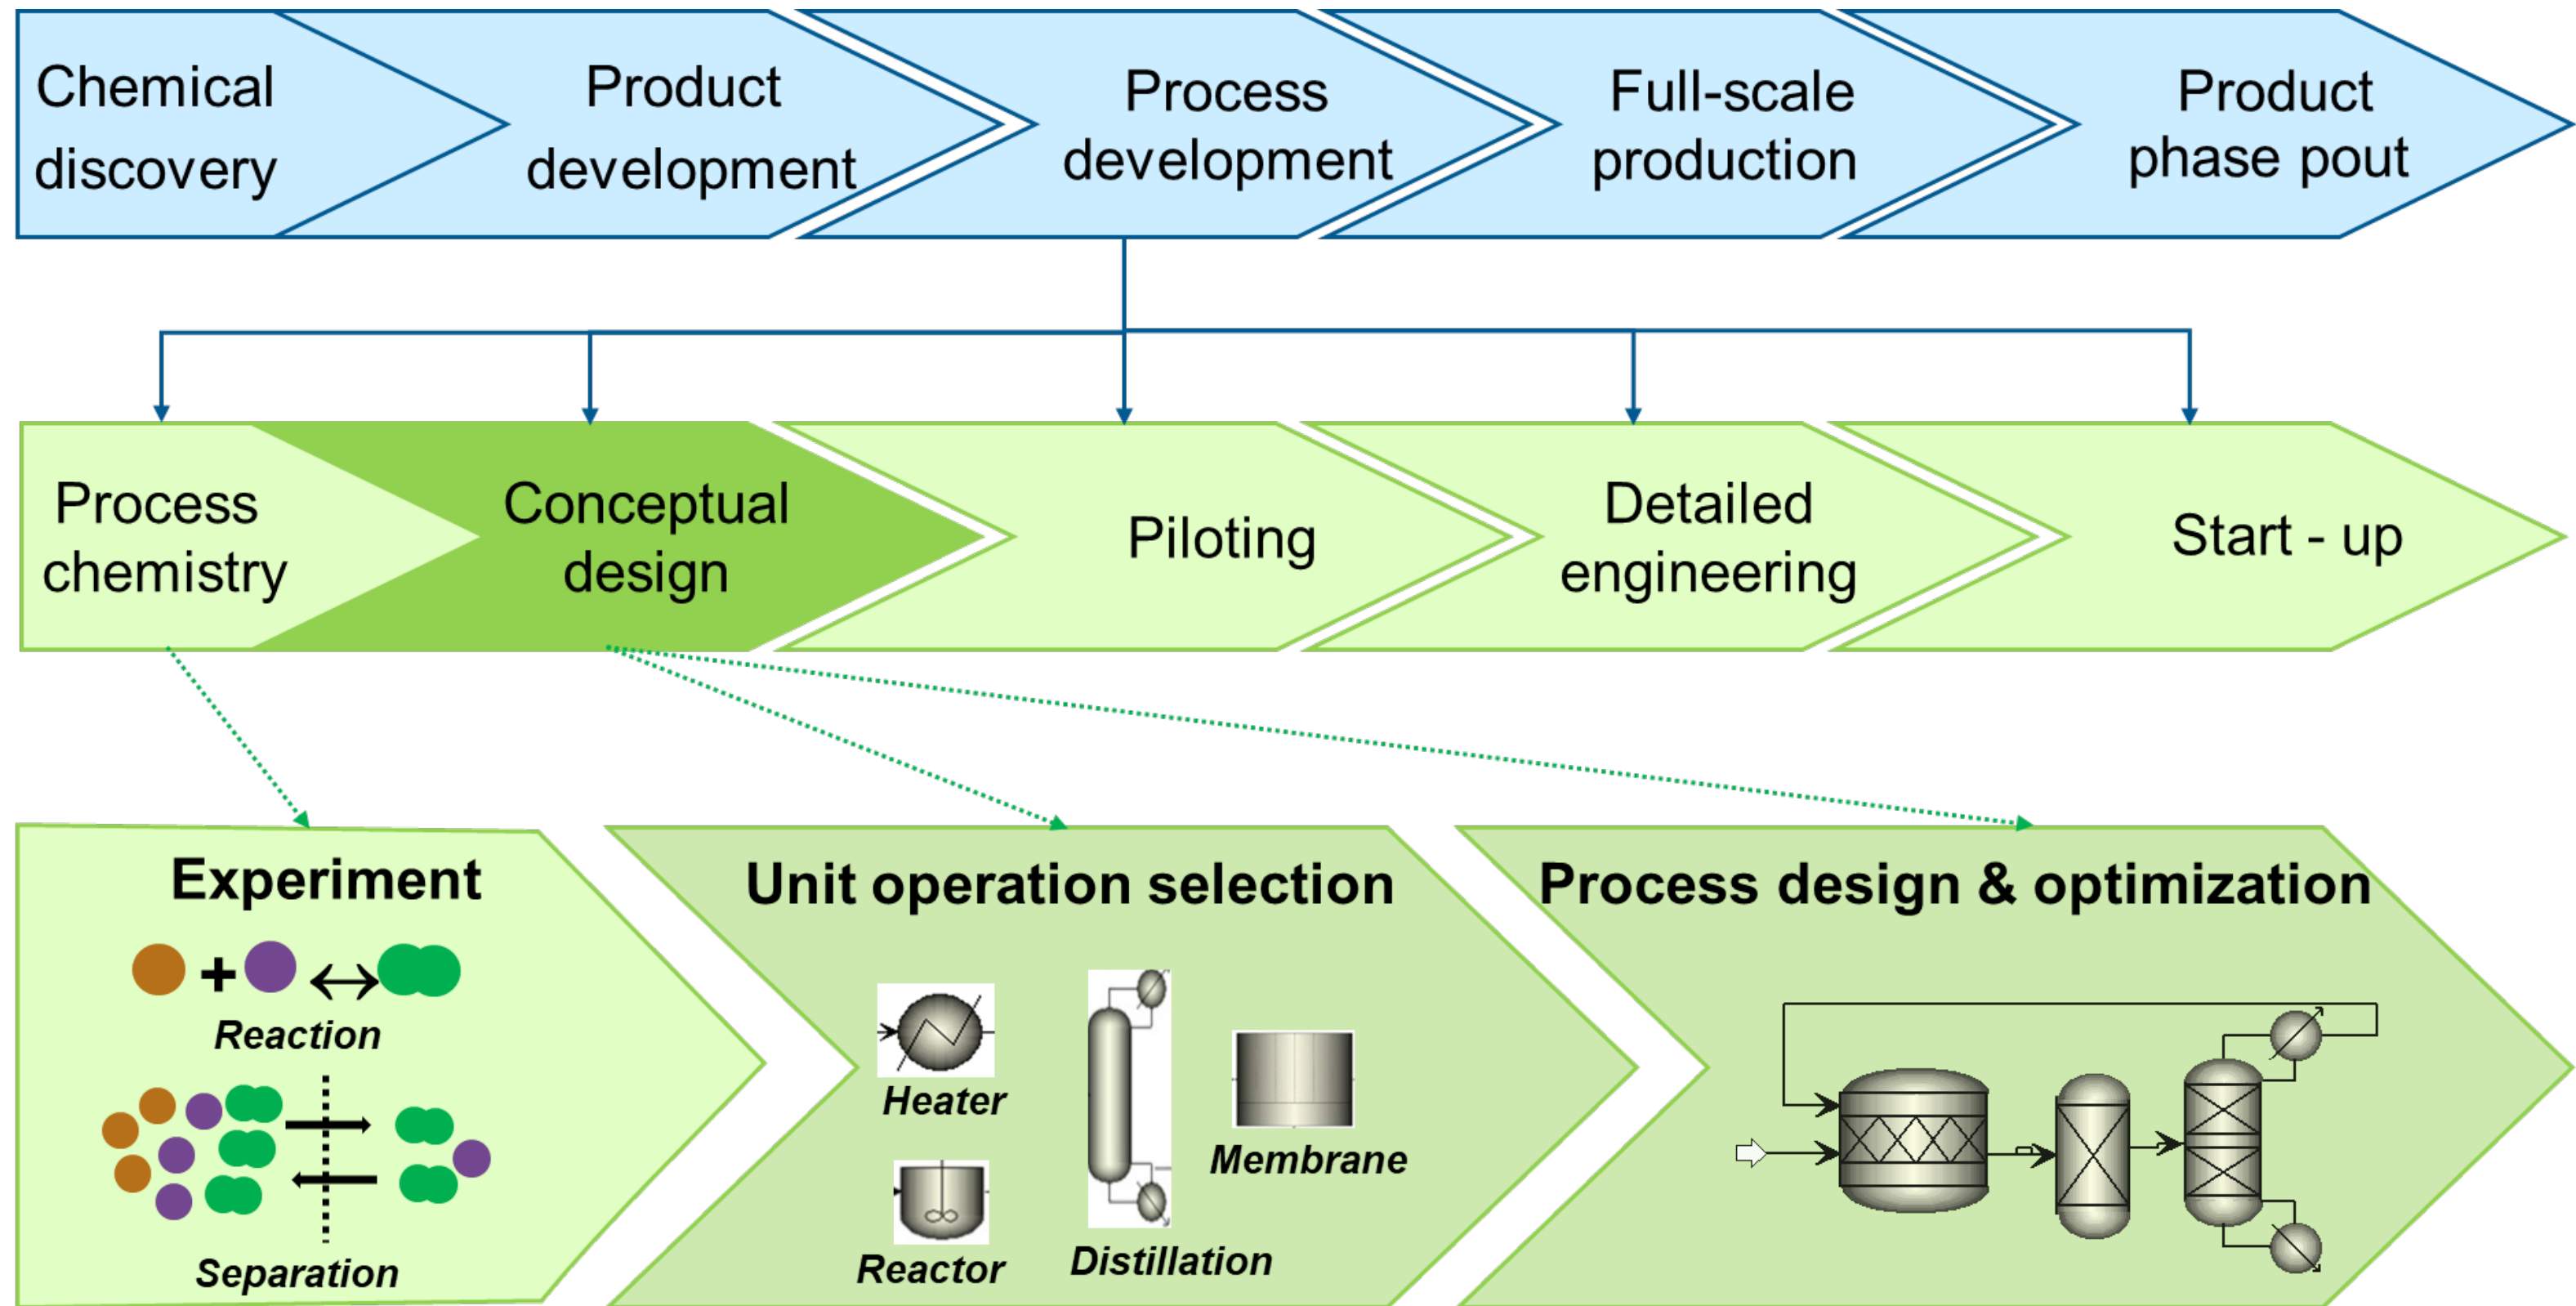 Chemical
discovery
Product
development
Process
development
Full-scale
production
Product
phase pout
Process
chemistry
Conceptual
design
Piloting
Detailed
engineering
Start - up
Experiment
+
Reaction
Separation
Unit operation selection
Heater
Reactor
Distillation
Membrane
Process design & optimization